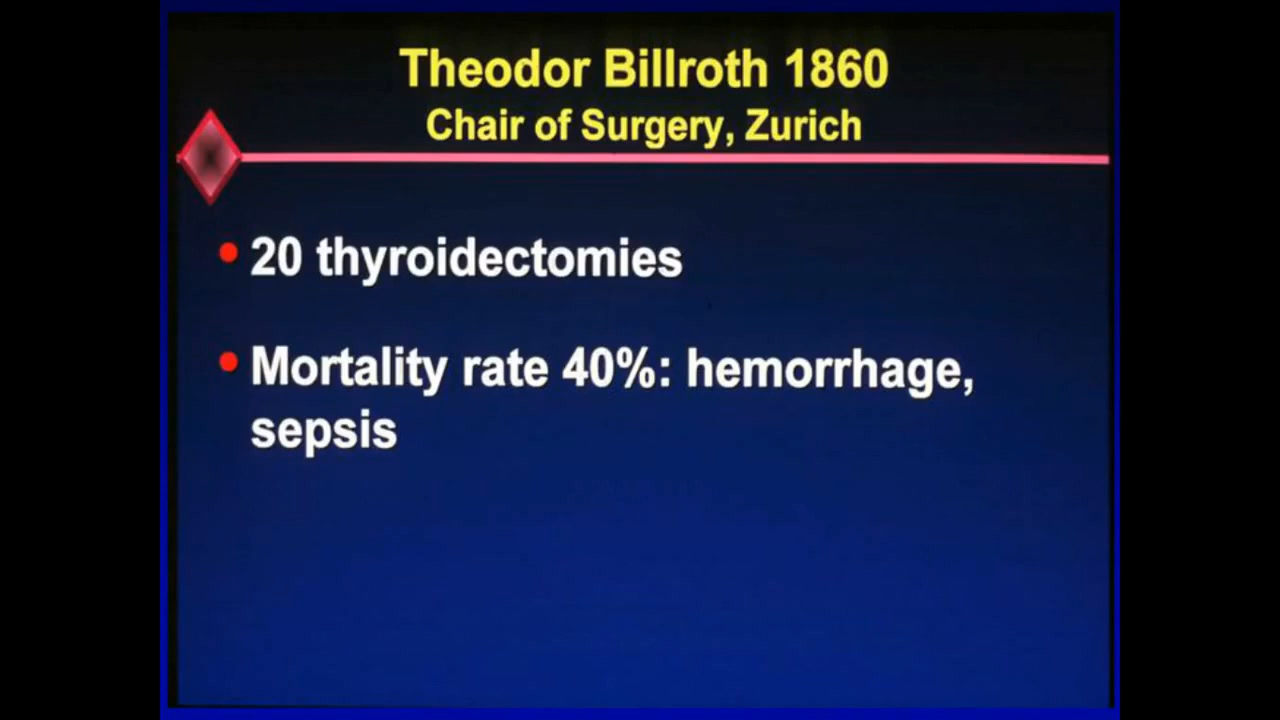 Theodor Billroth 1860
Chair of Surgery, Zurich
• 20 thyroidectomies
• Mortality rate 40%: hemorrhage,
sepsis